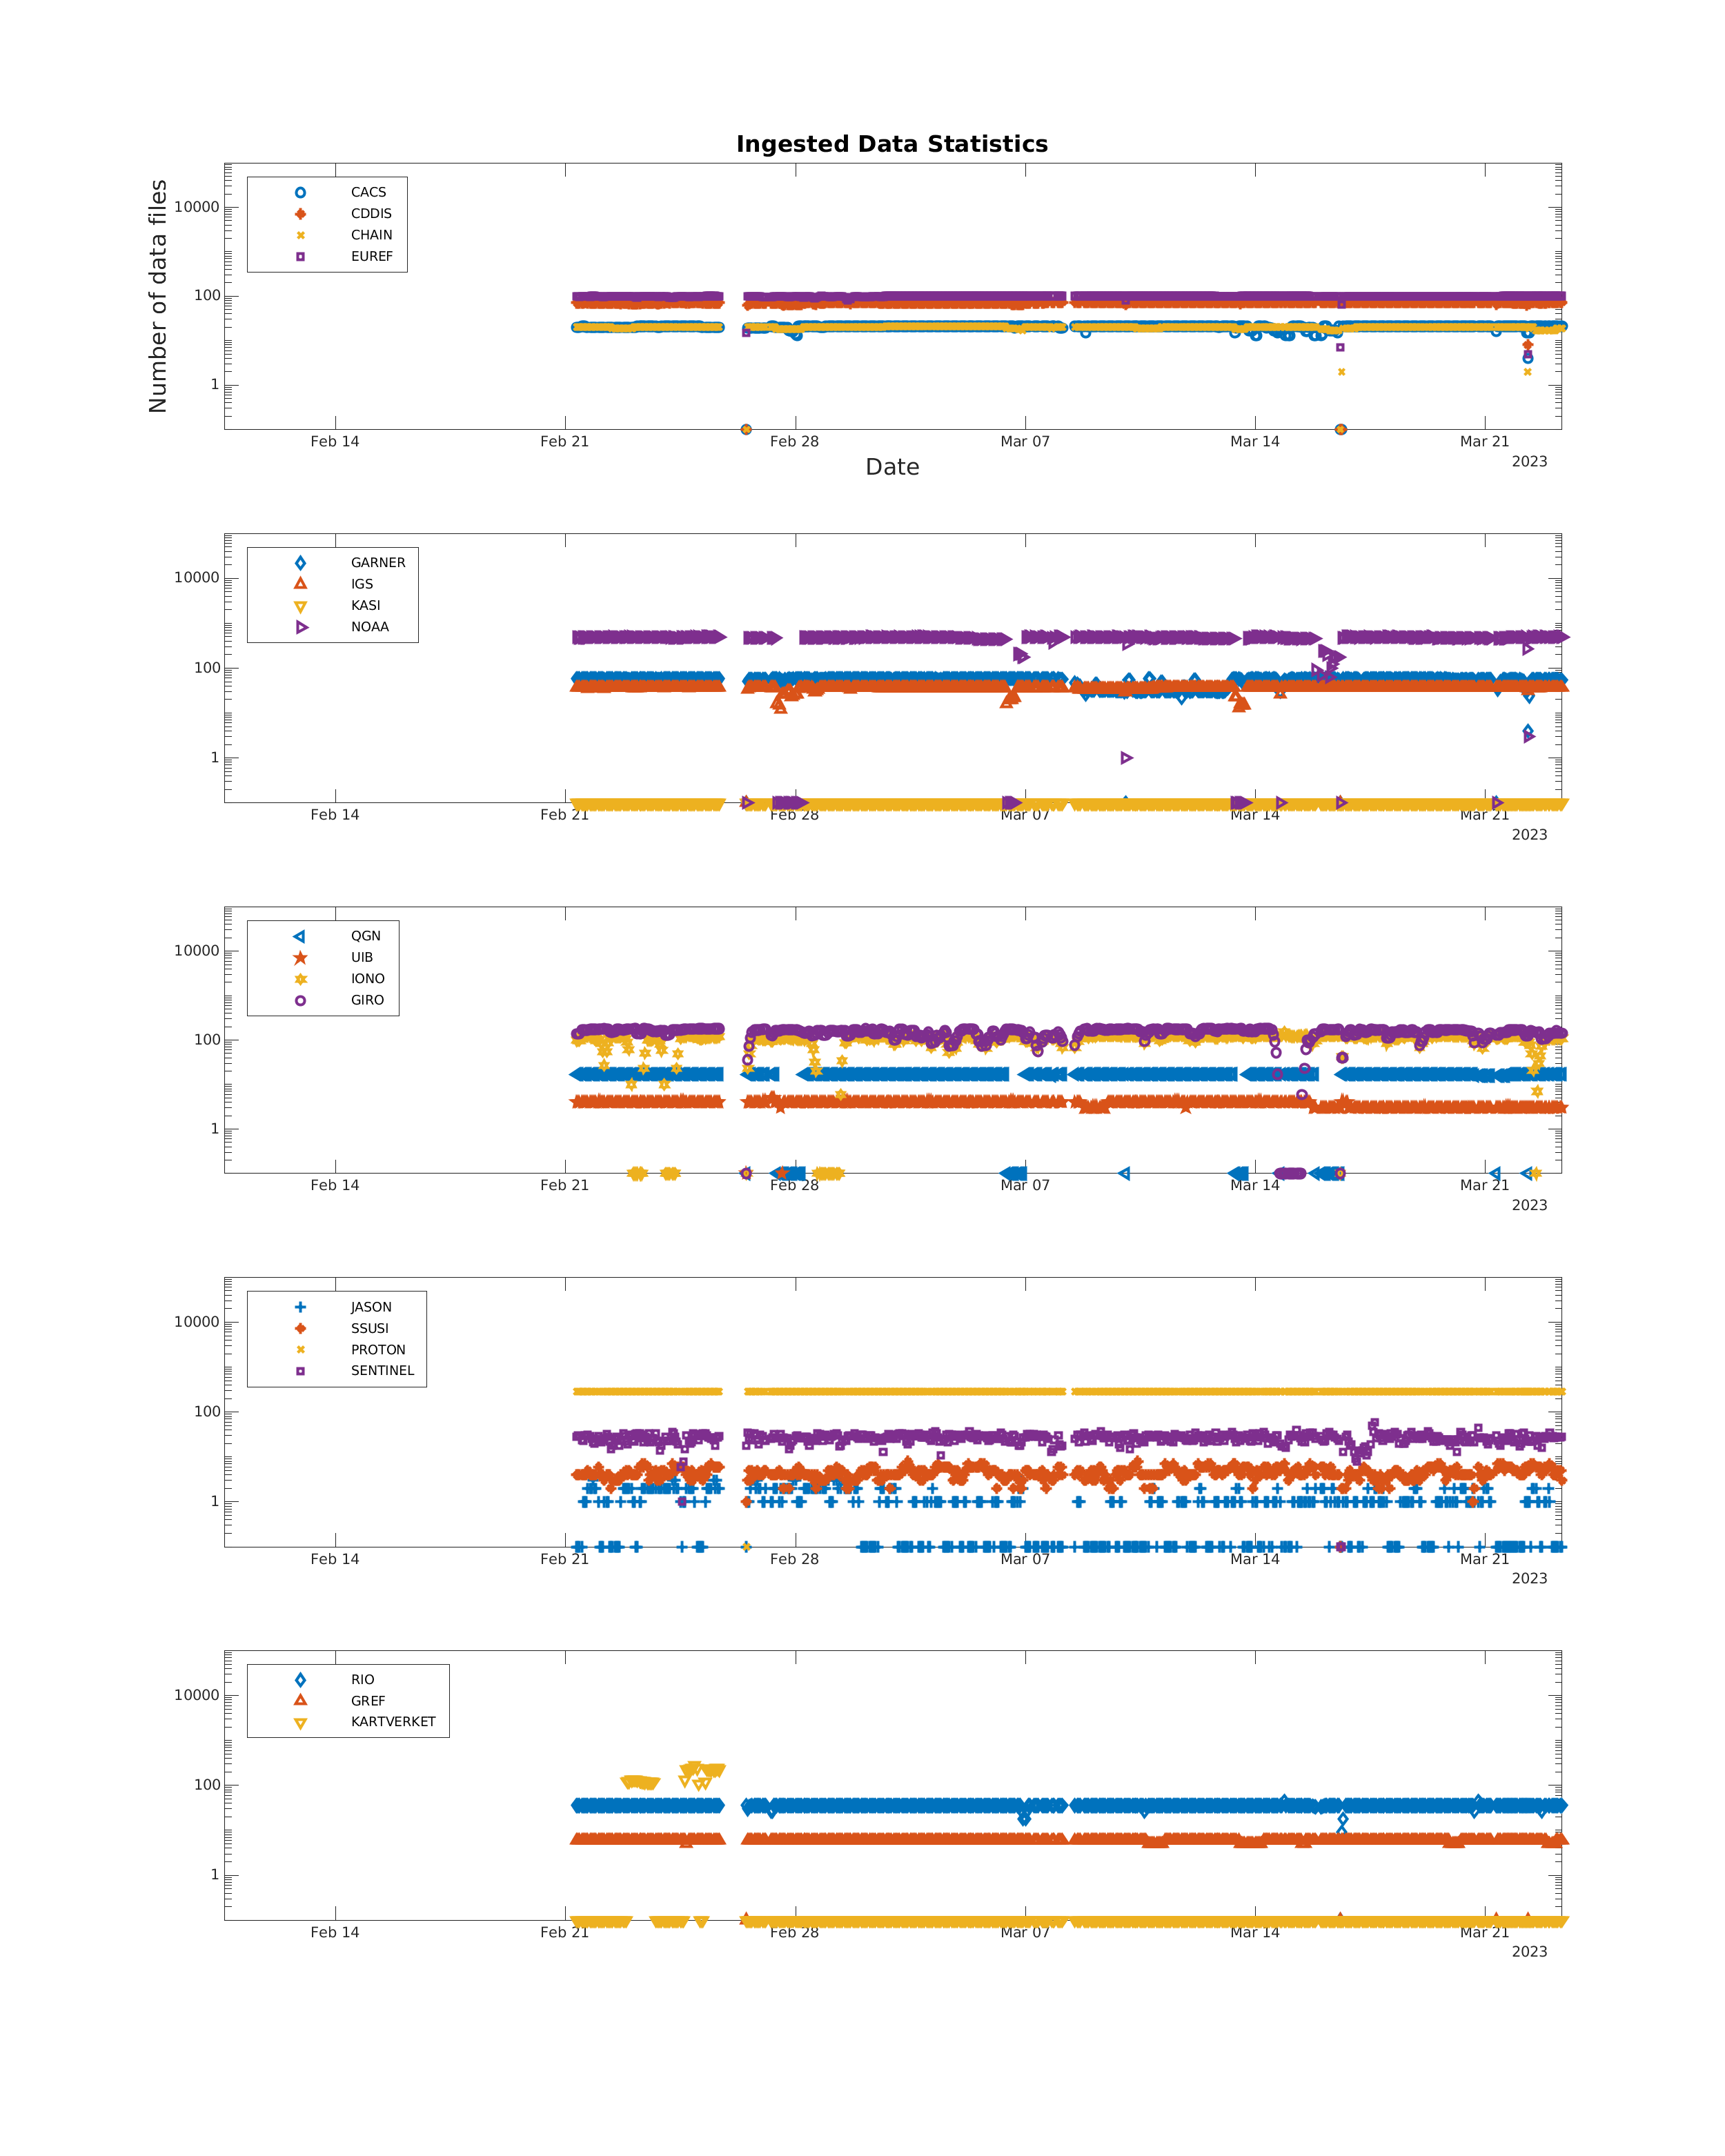 Ingested Data Statistics
Number of data files
CACS
CDDIS
CHAIN
EUREF
10000
100
1
Feb 14 Feb 21 Feb 28 Mar 07 Mar 14 Mar 21
2023
Date
GARNER
IGS
KASI
NOAA
10000
100
1
Feb 14 Feb 21 Feb 28 Mar 07 Mar 14 Mar 21
2023
QGN
UIB
IONO
GIRO
10000
100
1
Feb 14 Feb 21 Feb 28 Mar 07 Mar 14 Mar 21
2023
JASON
SSUSI
PROTON
SENTINEL
10000
100
1
Feb 14 Feb 21 Feb 28 Mar 07 Mar 14 Mar 21
2023
RIO
GREF
KARTVERKET
10000
100
1
Feb 14 Feb 21 Feb 28 Mar 07 Mar 14 Mar 21
2023